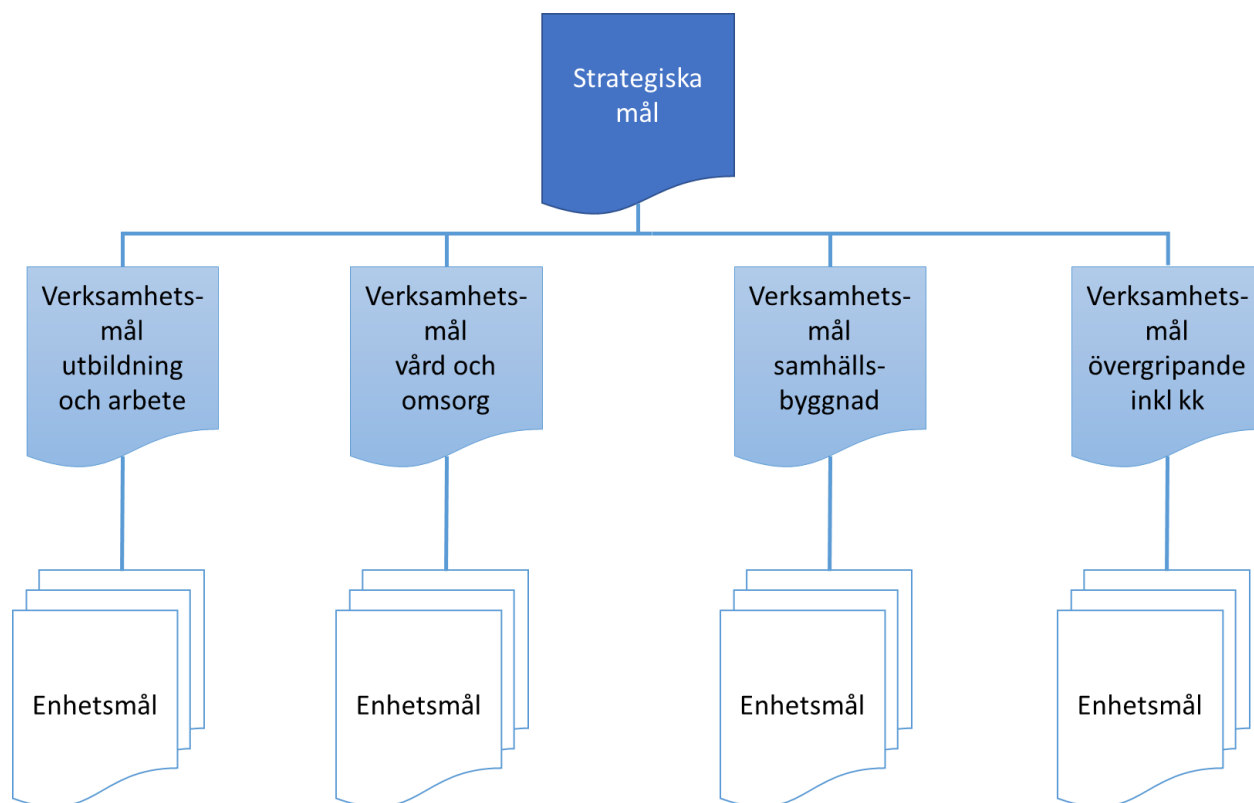 Strategiska
mål
Verksamhets-
mål
utbildning
och arbete
Verksamhets-
mål
vård och
omsorg
Verksamhets-
mål
samhälls-
byggnad
Verksamhets-
mål
övergripande
inkl kk
Enhetsmål
Enhetsmål
Enhetsmål
Enhetsmål